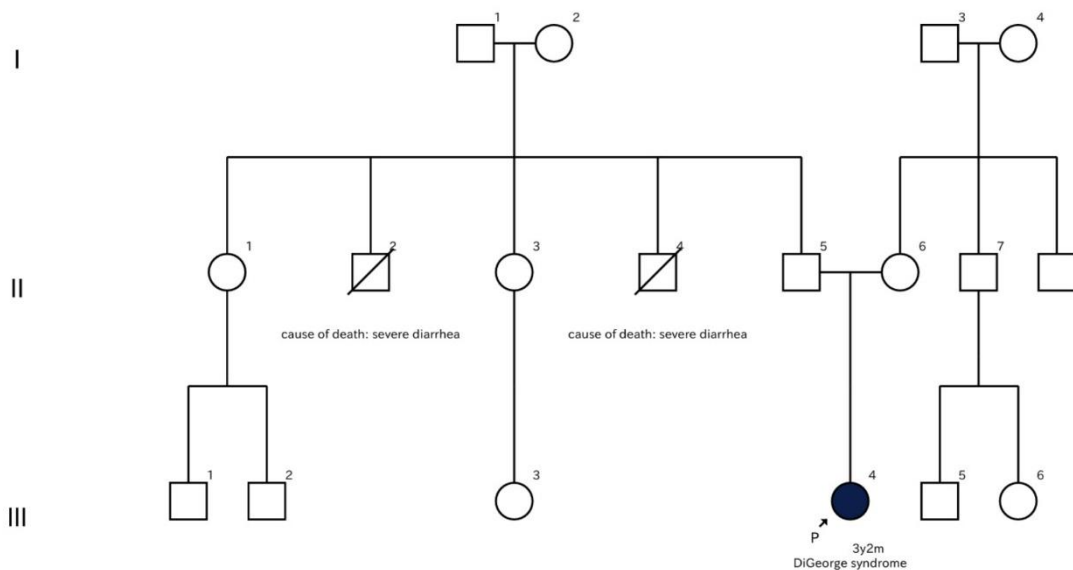 I
1 2 3 4
II
1 2 3 4 5 6 7
cause of death: severe diarrhea cause of death: severe diarrhea
III
1 2 3 4 5 6
P
3y2m
DiGeorge syndrome